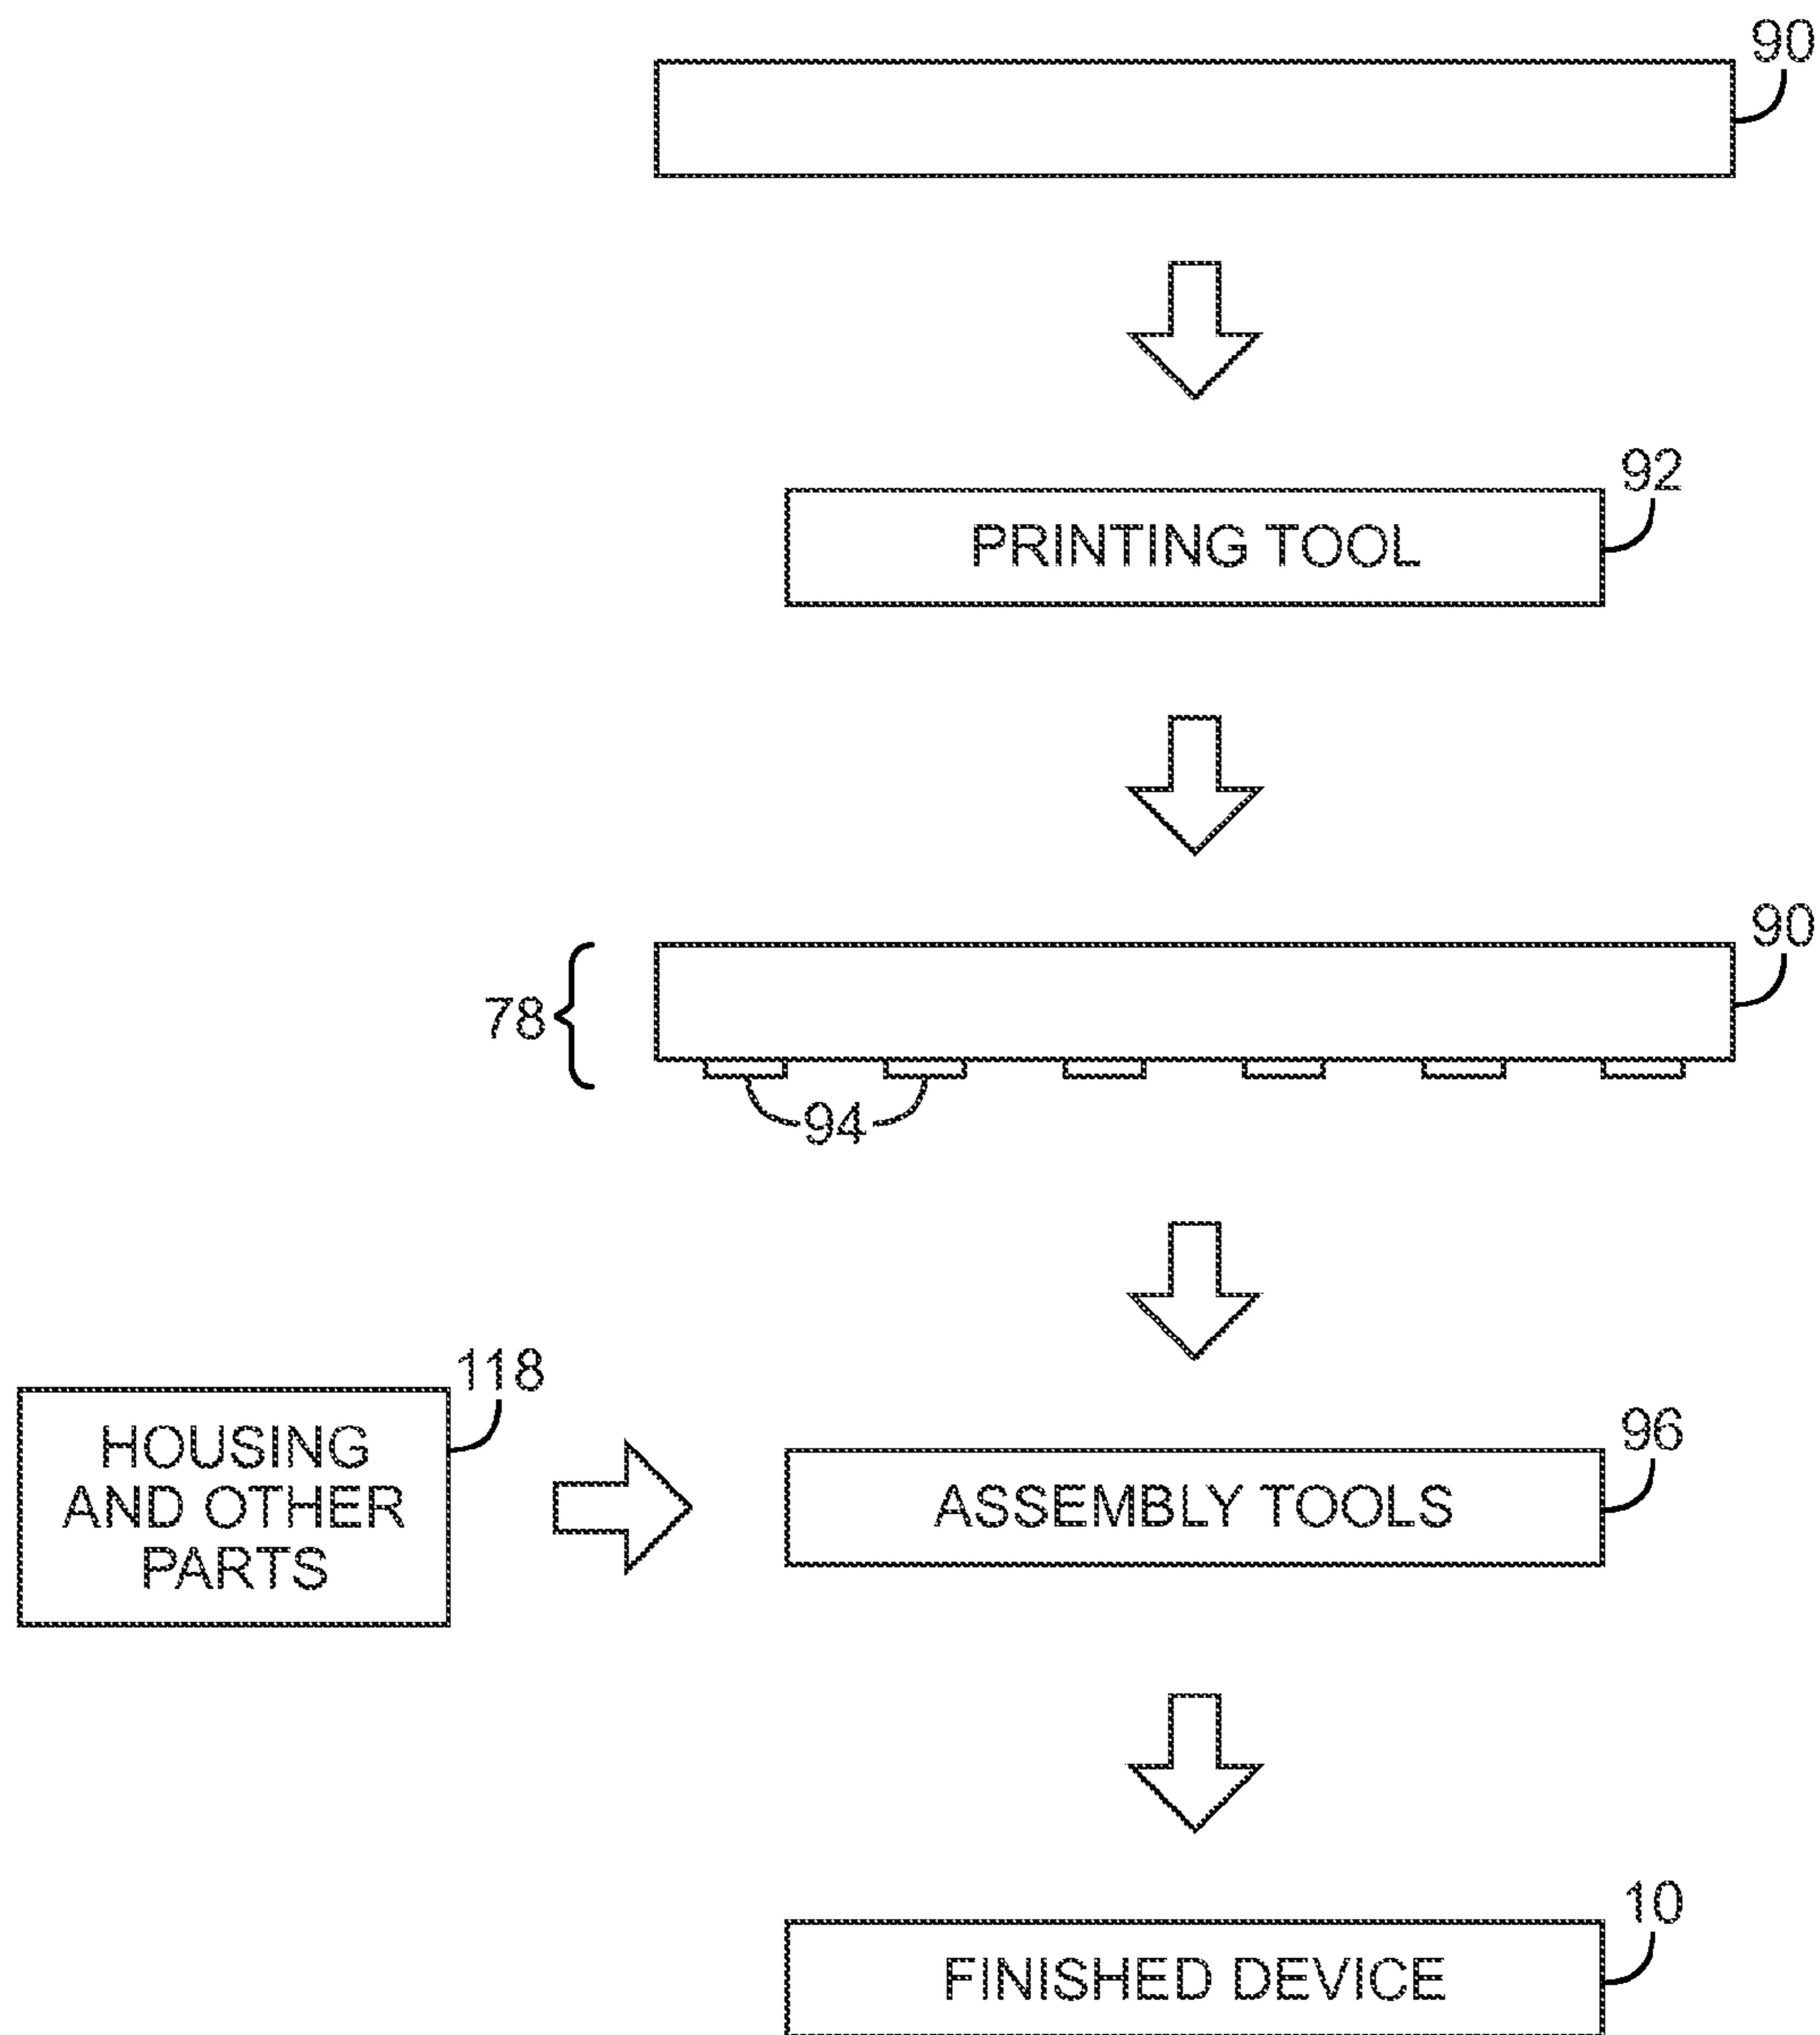 90
92
PRINTING TOOL
90
78
94
118
HOUSING
AND OTHER
PARTS
96
ASSEMBLY TOOLS
10
FINISHED DEVICE